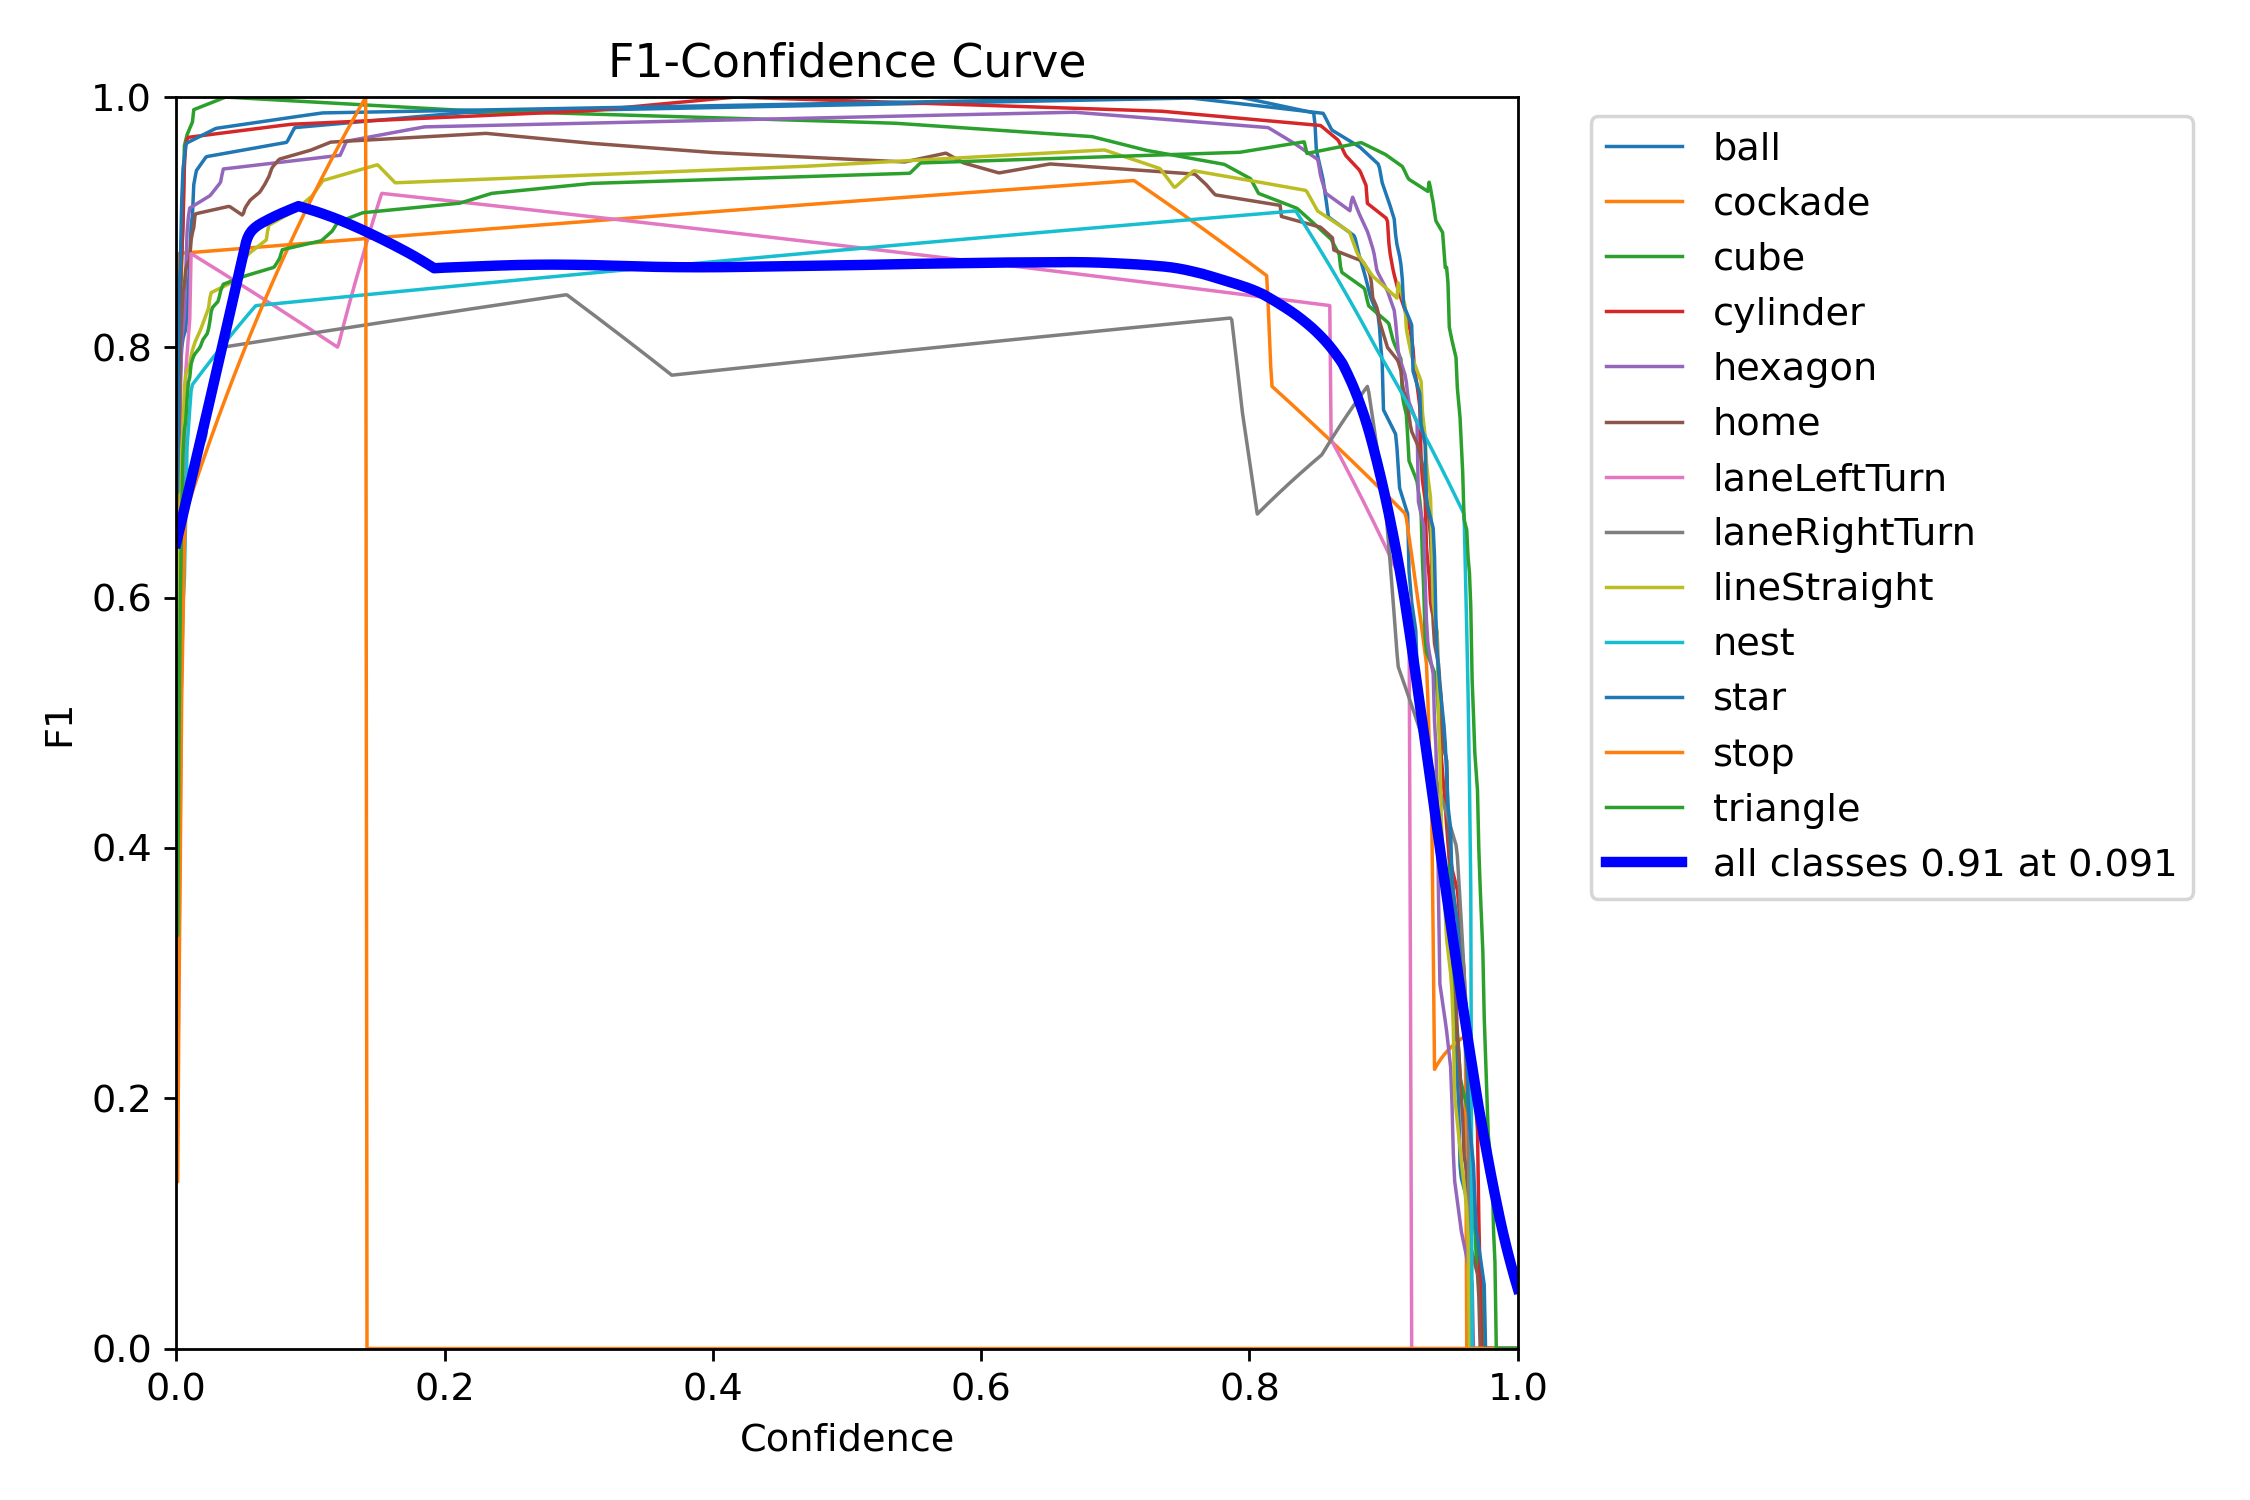 F1-Confidence Curve
1.0
0.8
0.6
0.4
0.2
0.0
F1
0.0 0.2 0.4 0.6 0.8 1.0
Confidence
ball
cockade
cube
cylinder
hexagon
home
laneLeftTurn
laneRightTurn
lineStraight
nest
star
stop
triangle
all classes 0.91 at 0.091